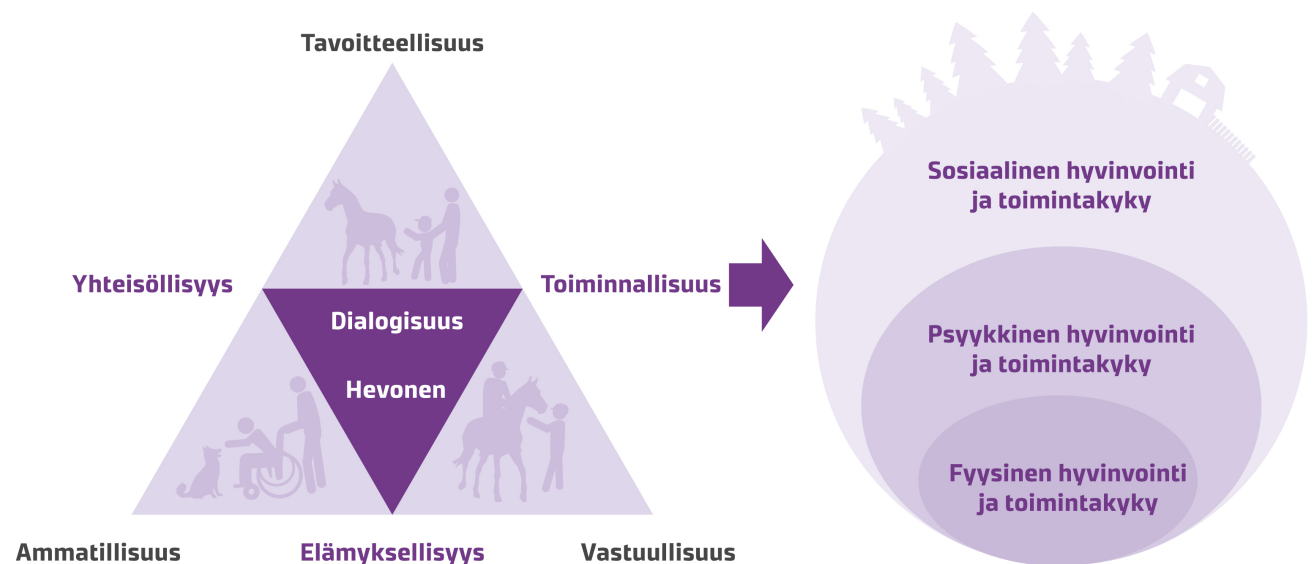 Tavoitteellisuus
Yhteisöllisyys
Toiminnallisuus
Dialogisuus
Hevonen
Ammatillisuus
Elämyksellisyys
Vastuullisuus
Sosiaalinen hyvinvointi
ja toimintakyky
Psyykkinen hyvinvointi
ja toimintakyky
Fyysinen hyvinvointi
ja toimintakyky